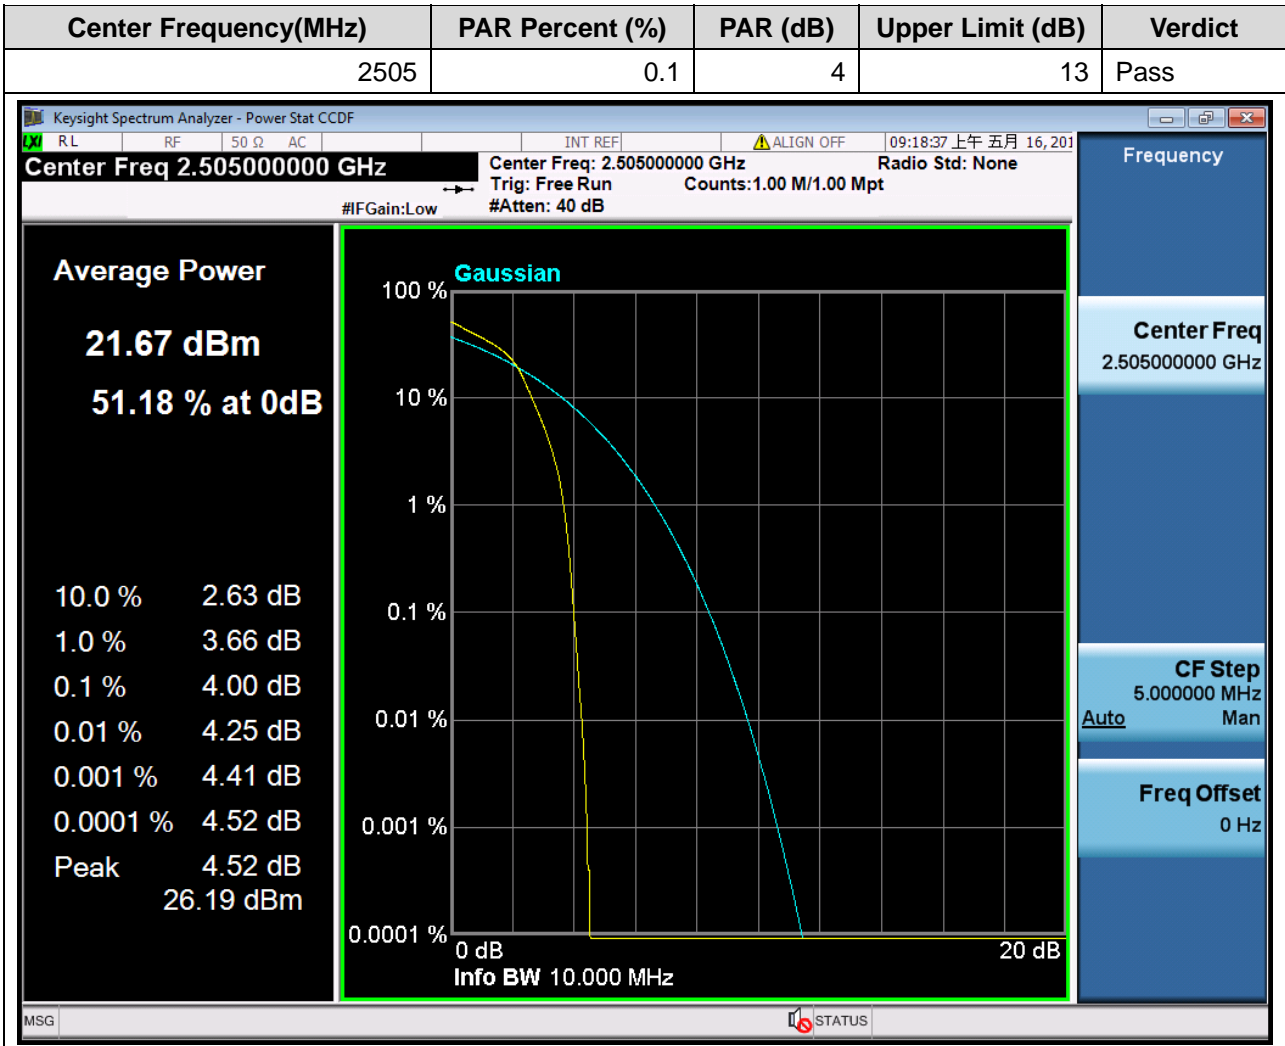 Center Frequency(MHz) PAR Percent (%) PAR (dB) Upper Limit (dB) Verdict
2505 0.1 4 13 Pass
Keysight Spectrum Analyzer - Power Stat CCDF
LXI RL RF 50 Ω AC INT REF ALIGN OFF 09:18:37 上午 五月 16, 201
Center Freq 2.505000000 GHz
Center Freq: 2.505000000 GHz Radio Std: None
Trig: Free Run Counts:1.00 M/1.00 Mpt
#IFGain:Low #Atten: 40 dB
Average Power
21.67 dBm
51.18 % at 0dB
10.0 % 2.63 dB
1.0 % 3.66 dB
0.1 % 4.00 dB
0.01 % 4.25 dB
0.001 % 4.41 dB
0.0001 % 4.52 dB
Peak 4.52 dB
26.19 dBm
Gaussian
100 %
10 %
1 %
0.1 %
0.01 %
0.001 %
0.0001 %
0 dB 20 dB
Info BW 10.000 MHz
Frequency
Center Freq
2.505000000 GHz
CF Step
5.000000 MHz
Auto Man
Freq Offset
0 Hz
MSG STATUS